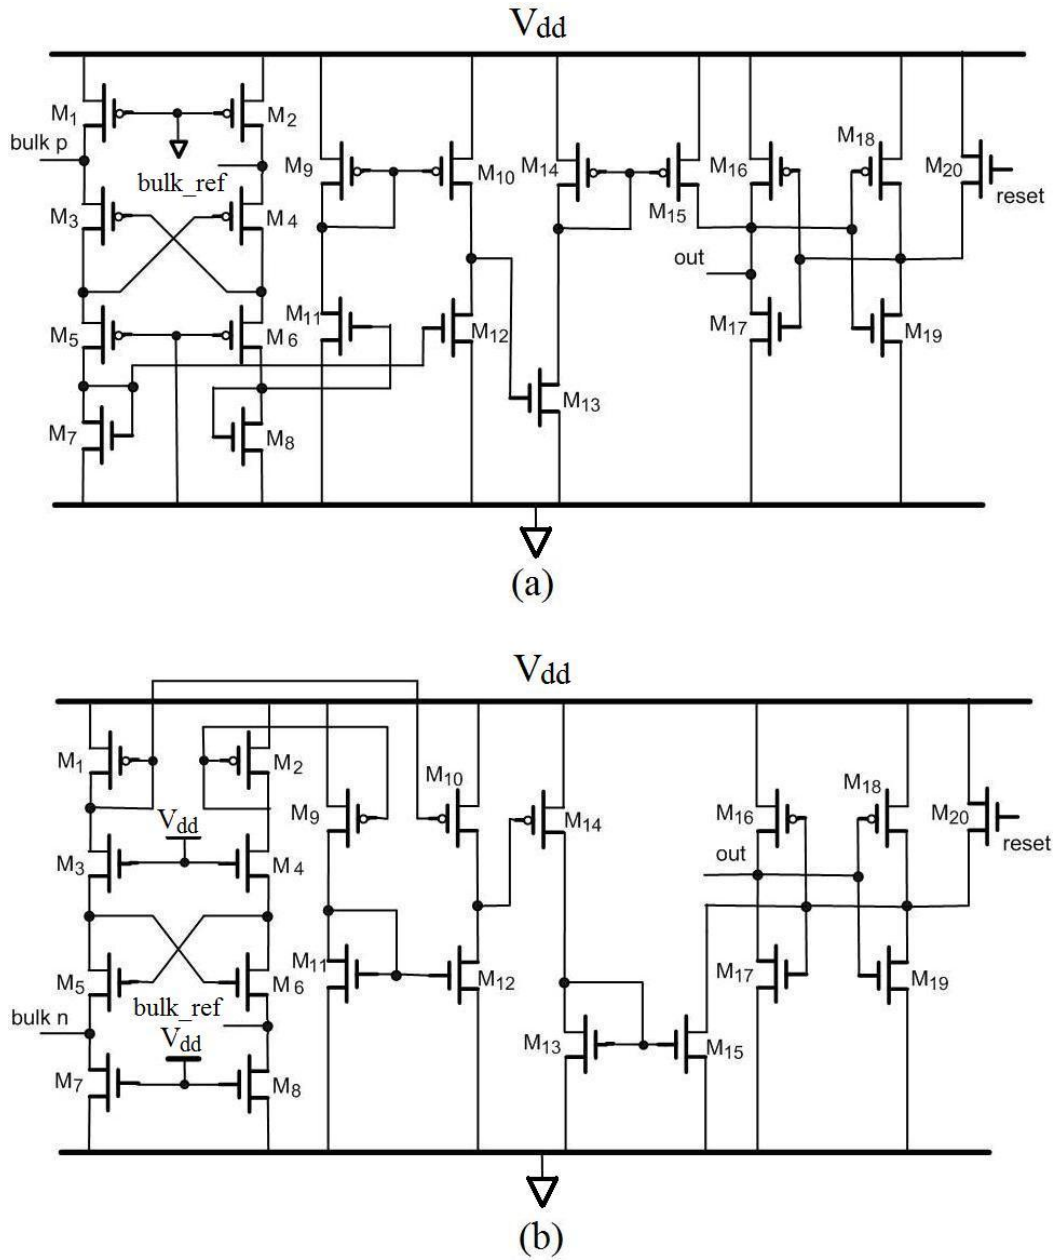 Vdd
M1
M2
bulk p
bulk_ref
M3
M4
M5
M6
M7
M8
M9
M10
M11
M12
M13
M14
M15
M16
M17
M18
M19
M20
reset
out
(a)
Vdd
M1
M2
Vdd
M3
M4
M5
M6
bulk n
bulk_ref
Vdd
M7
M8
M9
M10
M11
M12
M13
M14
M15
M16
M17
M18
M19
M20
reset
out
(b)